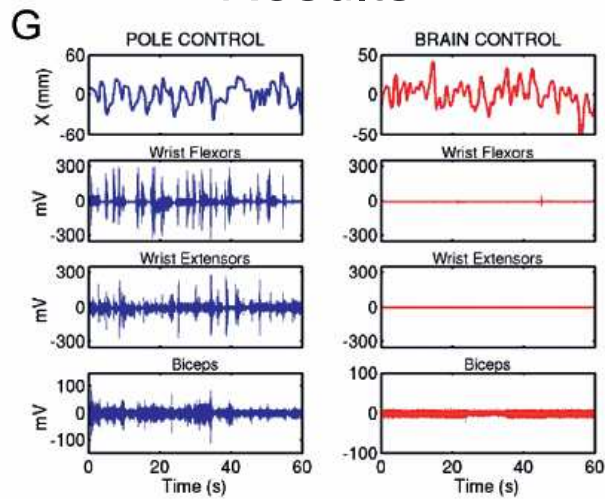 G
POLE CONTROL BRAIN CONTROL
60 50
X (mm) 0 0
-60 -50
Wrist Flexors Wrist Flexors
300 300
mV 0 0
-300 -300
Wrist Extensors Wrist Extensors
300 300
mV 0 0
-300 -300
Biceps Biceps
100 100
mV 0 0
-100 -100
0 20 40 60 0 20 40 60
Time (s) Time (s)